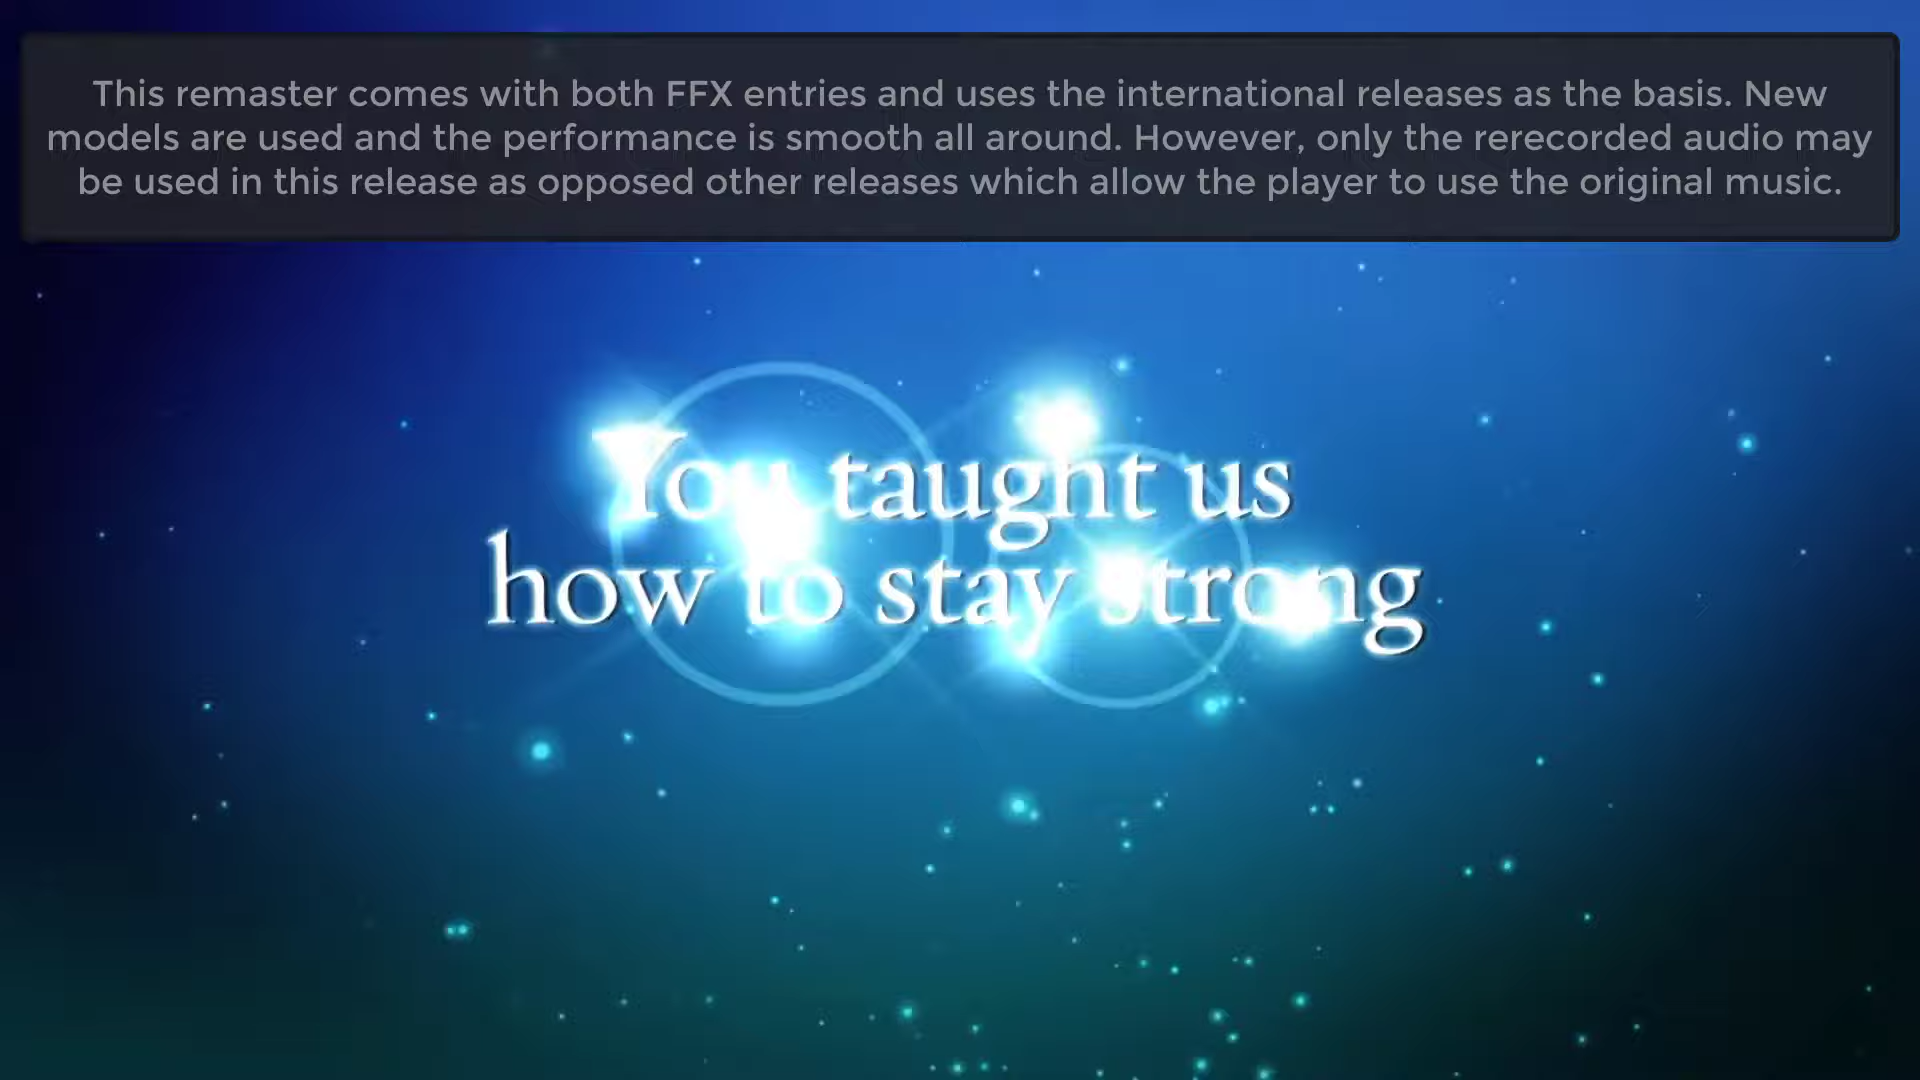 This remaster comes with both FFX entries and uses the international releases as the basis. New
models are used and the performance is smooth all around. However, only the rerecorded audio may
be used in this release as opposed other releases which allow the player to use the original music.
You taught us
how to stay strong